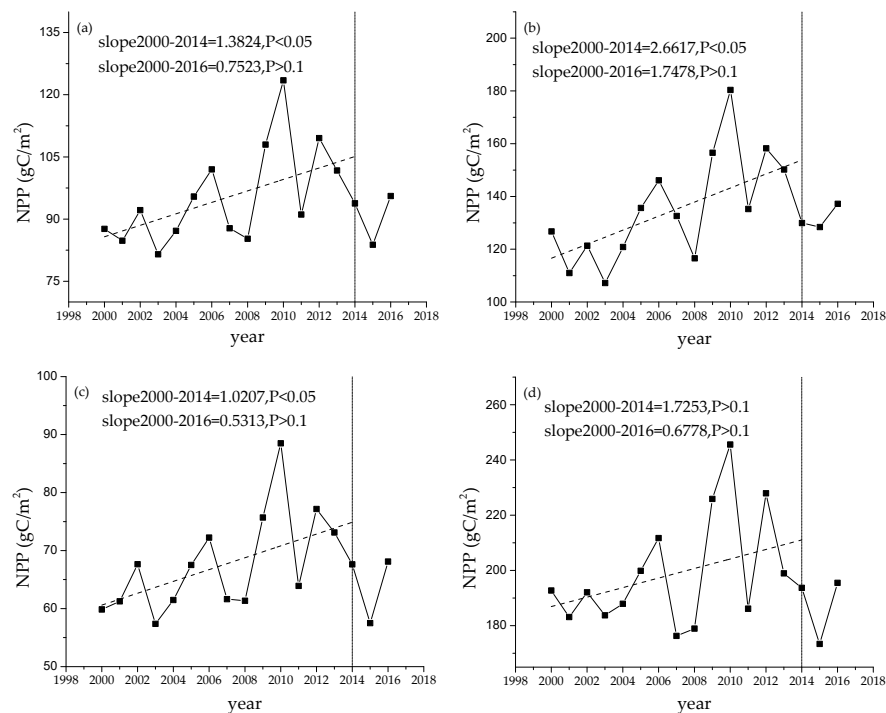 (a)
slope2000-2014=1.3824,P<0.05
slope2000-2016=0.7523,P>0.1
135
120
105
90
75
NPP (gC/m²)
1998 2000 2002 2004 2006 2008 2010 2012 2014 2016 2018
year
(b)
slope2000-2014=2.6617,P<0.05
slope2000-2016=1.7478,P>0.1
200
180
160
140
120
100
NPP (gC/m²)
1998 2000 2002 2004 2006 2008 2010 2012 2014 2016 2018
year
(c)
slope2000-2014=1.0207,P<0.05
slope2000-2016=0.5313,P>0.1
100
90
80
70
60
50
NPP (gC/m²)
1998 2000 2002 2004 2006 2008 2010 2012 2014 2016 2018
year
(d)
slope2000-2014=1.7253,P>0.1
slope2000-2016=0.6778,P>0.1
260
240
220
200
180
NPP (gC/m²)
1998 2000 2002 2004 2006 2008 2010 2012 2014 2016 2018
year